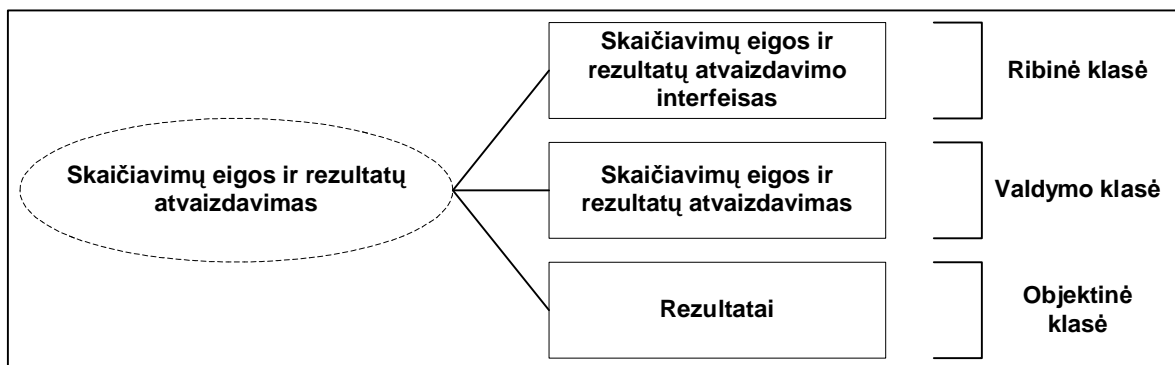 Skaičiavimų eigos ir rezultatų
atvaizdavimas
Skaičiavimų eigos ir
rezultatų atvaizdavimo
interfeisas
Ribinė klasė
Skaičiavimų eigos ir
rezultatų atvaizdavimas
Valdymo klasė
Rezultatai
Objektinė
klasė